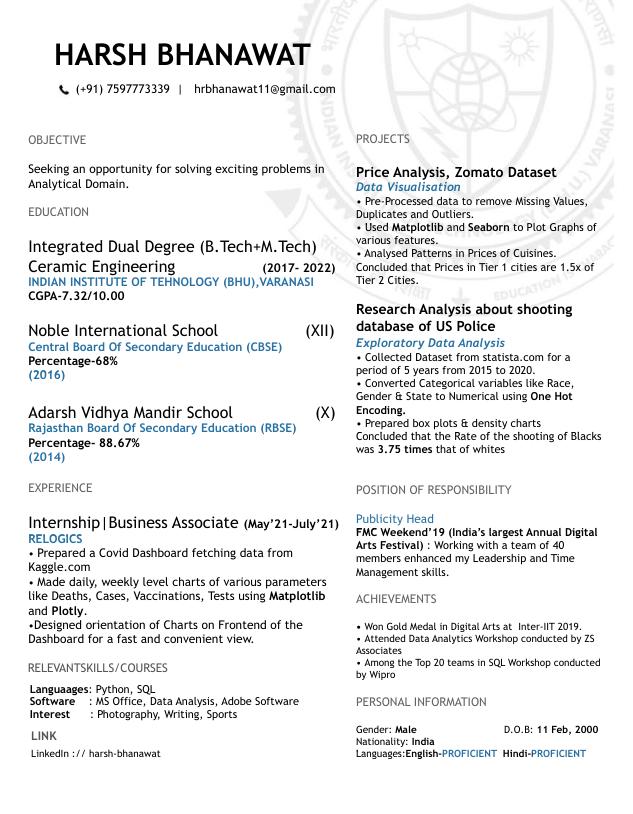 HARSH BHANAWAT
(+91) 7597773339 | hrbhanawat11@gmail.com
OBJECTIVE
Seeking an opportunity for solving exciting problems in
Analytical Domain.
EDUCATION
Integrated Dual Degree (B.Tech+M.Tech)
Ceramic Engineering (2017- 2022)
INDIAN INSTITUTE OF TEHNOLOGY (BHU),VARANASI
CGPA-7.32/10.00
Noble International School (XII)
Central Board Of Secondary Education (CBSE)
Percentage-68%
(2016)
Adarsh Vidhya Mandir School (X)
Rajasthan Board Of Secondary Education (RBSE)
Percentage- 88.67%
(2014)
EXPERIENCE
Internship|Business Associate (May'21-July'21)
RELOGICS
• Prepared a Covid Dashboard fetching data from
Kaggle.com
• Made daily, weekly level charts of various parameters
like Deaths, Cases, Vaccinations, Tests using Matplotlib
and Plotly.
•Designed orientation of Charts on Frontend of the
Dashboard for a fast and convenient view.
RELEVANTSKILLS/COURSES
Languaages: Python, SQL
Software : MS Office, Data Analysis, Adobe Software
Interest : Photography, Writing, Sports
LINK
LinkedIn :// harsh-bhanawat
PROJECTS
Price Analysis, Zomato Dataset
Data Visualisation
• Pre-Processed data to remove Missing Values,
Duplicates and Outliers.
• Used Matplotlib and Seaborn to Plot Graphs of
various features.
• Analysed Patterns in Prices of Cuisines.
Concluded that Prices in Tier 1 cities are 1.5x of
Tier 2 Cities.
Research Analysis about shooting
database of US Police
Exploratory Data Analysis
• Collected Dataset from statista.com for a
period of 5 years from 2015 to 2020.
• Converted Categorical variables like Race,
Gender & State to Numerical using One Hot
Encoding.
• Prepared box plots & density charts
Concluded that the Rate of the shooting of Blacks
was 3.75 times that of whites
POSITION OF RESPONSIBILITY
Publicity Head
FMC Weekend'19 (India's largest Annual Digital
Arts Festival) : Working with a team of 40
members enhanced my Leadership and Time
Management skills.
ACHIEVEMENTS
• Won Gold Medal in Digital Arts at Inter-IIT 2019.
• Attended Data Analytics Workshop conducted by ZS
Associates
• Among the Top 20 teams in SQL Workshop conducted
by Wipro
PERSONAL INFORMATION
Gender: Male D.O.B: 11 Feb, 2000
Nationality: India
Languages:English-PROFICIENT Hindi-PROFICIENT